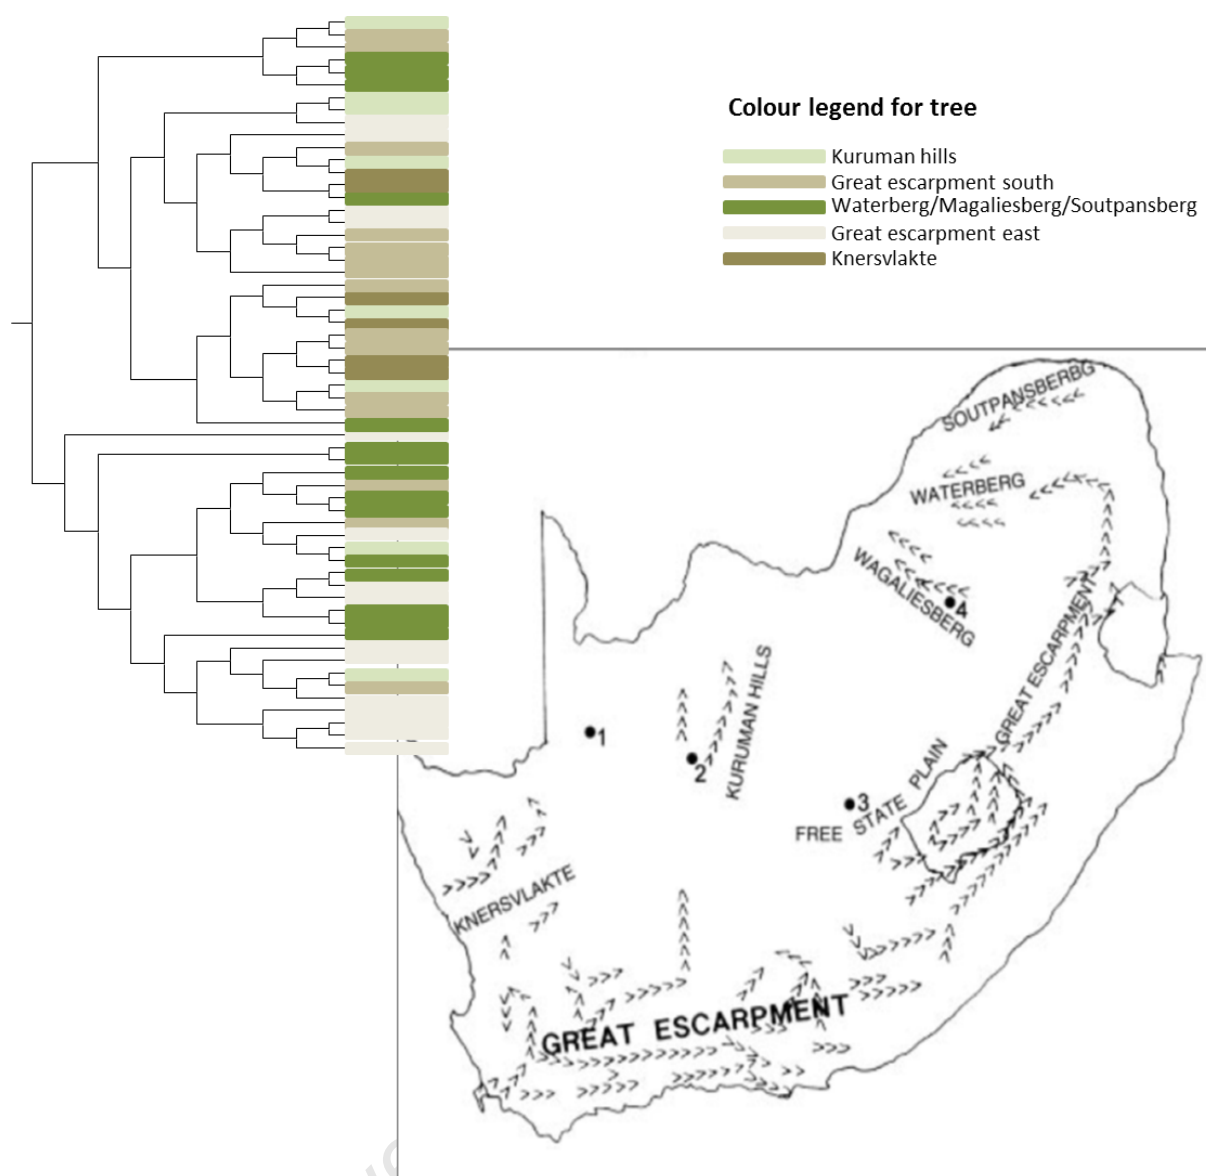 Colour legend for tree
Kuruman hills
Great escarpment south
Waterberg/Magaliesberg/Soutpansberg
Great escarpment east
Knersvlakte
SOUTPANSBERBG
WATERBERG
WAGALIESBERG
4
GREAT ESCARPMENT
KURUMAN HILLS
1
2
3
FREE STATE PLAIN
KNERSVLAKTE
GREAT ESCARPMENT